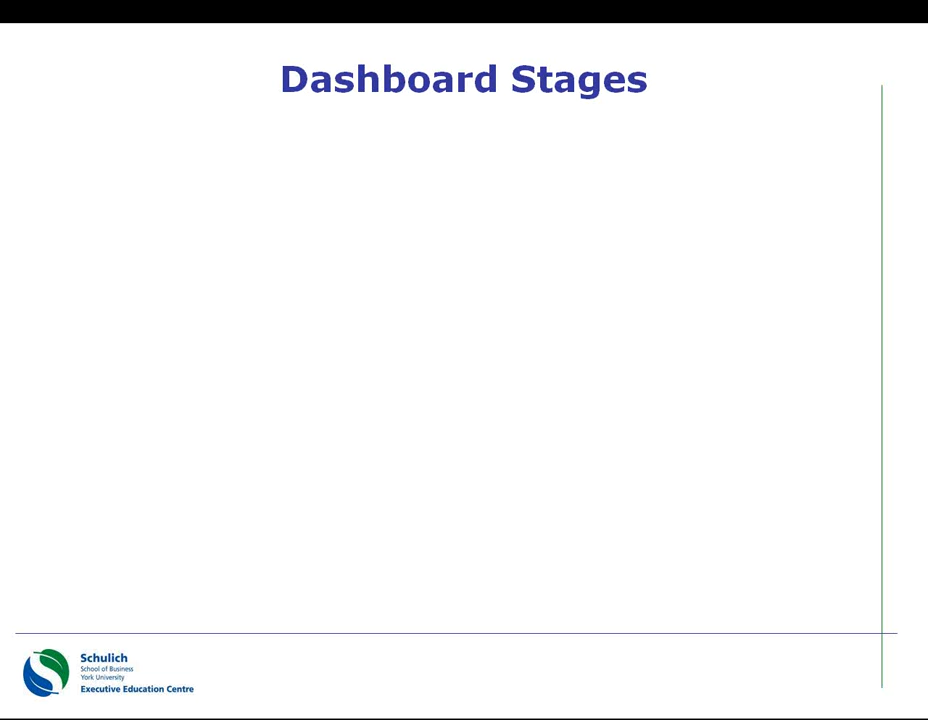 Dashboard Stages
Schulich
School of Business
York University
Executive Education Centre